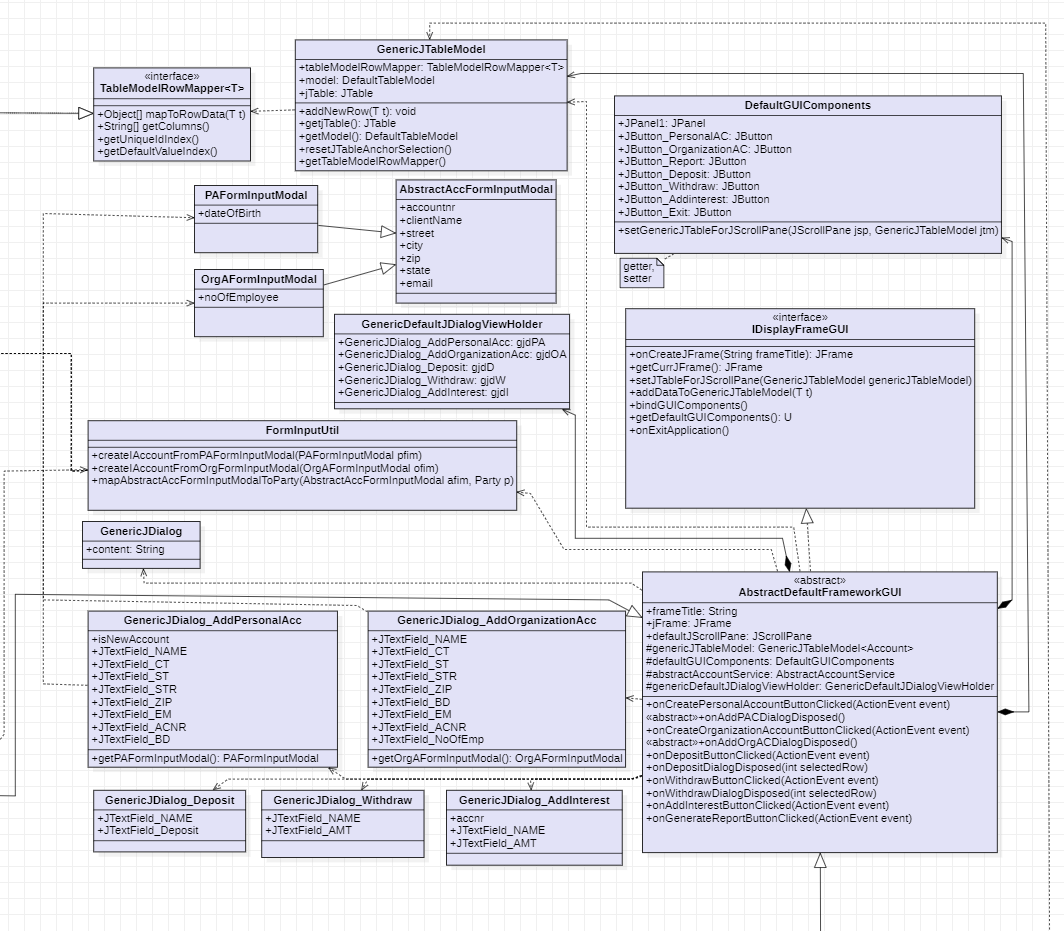 GenericJTableModel
+tableModelRowMapper: TableModelRowMapper<T>
+model: DefaultTableModel
+jTable: JTable
+addNewRow(T t): void
+getjTable(): JTable
+getModel(): DefaultTableModel
+resetJTableAnchorSelection()
+getTableModelRowMapper()
«interface»
TableModelRowMapper<T>
+Object[] mapToRowData(T t)
+String[] getColumns()
+getUniqueIdIndex()
+getDefaultValueIndex()
DefaultGUIComponents
+JPanel1: JPanel
+JButton_PersonalAC: JButton
+JButton_OrganizationAC: JButton
+JButton_Report: JButton
+JButton_Deposit: JButton
+JButton_Withdraw: JButton
+JButton_Addinterest: JButton
+JButton_Exit: JButton
+setGenericJTableForJScrollPane(JScrollPane jsp, GenericJTableModel jtm)
getter,
setter
PAFormInputModal
+dateOfBirth
AbstractAccFormInputModal
+accountnr
+clientName
+street
+city
+zip
+state
+email
OrgAFormInputModal
+noOfEmployee
«interface»
IDisplayFrameGUI
+onCreateJFrame(String frameTitle): JFrame
+getCurrJFrame(): JFrame
+setJTableForJScrollPane(GenericJTableModel genericJTableModel)
+addDataToGenericJTableModel(T t)
+bindGUIComponents()
+getDefaultGUIComponents(): U
+onExitApplication()
GenericDefaultJDialogViewHolder
+GenericJDialog_AddPersonalAcc: gjdPA
+GenericJDialog_AddOrganizationAcc: gjdOA
+GenericJDialog_Deposit: gjdD
+GenericJDialog_Withdraw: gjdW
+GenericJDialog_AddInterest: gjdI
FormInputUtil
+createIAccountFromPAFormInputModal(PAFormInputModal pfim)
+createIAccountFromOrgFormInputModal(OrgAFormInputModal ofim)
+mapAbstractAccFormInputModalToParty(AbstractAccFormInputModal afim, Party p)
GenericJDialog
+content: String
«abstract»
AbstractDefaultFrameworkGUI
+frameTitle: String
+jFrame: JFrame
+defaultJScrollPane: JScrollPane
#genericJTableModel: GenericJTableModel<Account>
#defaultGUIComponents: DefaultGUIComponents
#abstractAccountService: AbstractAccountService
#genericDefaultJDialogViewHolder: GenericDefaultJDialogViewHolder
+onCreatePersonalAccountButtonClicked(ActionEvent event)
«abstract»+onAddPACDialogDisposed()
+onCreateOrganizationAccountButtonClicked(ActionEvent event)
«abstract»+onAddOrgACDialogDisposed()
+onDepositButtonClicked(ActionEvent event)
+onDepositDialogDisposed(int selectedRow)
+onWithdrawButtonClicked(ActionEvent event)
+onWithdrawDialogDisposed(int selectedRow)
+onAddInterestButtonClicked(ActionEvent event)
+onGenerateReportButtonClicked(ActionEvent event)
GenericJDialog_AddPersonalAcc
+isNewAccount
+JTextField_NAME
+JTextField_CT
+JTextField_ST
+JTextField_STR
+JTextField_ZIP
+JTextField_EM
+JTextField_ACNR
+JTextField_BD
+getPAFormInputModal(): PAFormInputModal
GenericJDialog_AddOrganizationAcc
+JTextField_NAME
+JTextField_CT
+JTextField_ST
+JTextField_STR
+JTextField_ZIP
+JTextField_BD
+JTextField_EM
+JTextField_ACNR
+JTextField_NoOfEmp
+getOrgAFormInputModal(): OrgAFormInputModal
GenericJDialog_Deposit
+JTextField_NAME
+JTextField_Deposit
GenericJDialog_Withdraw
+JTextField_NAME
+JTextField_AMT
GenericJDialog_AddInterest
+accnr
+JTextField_NAME
+JTextField_AMT